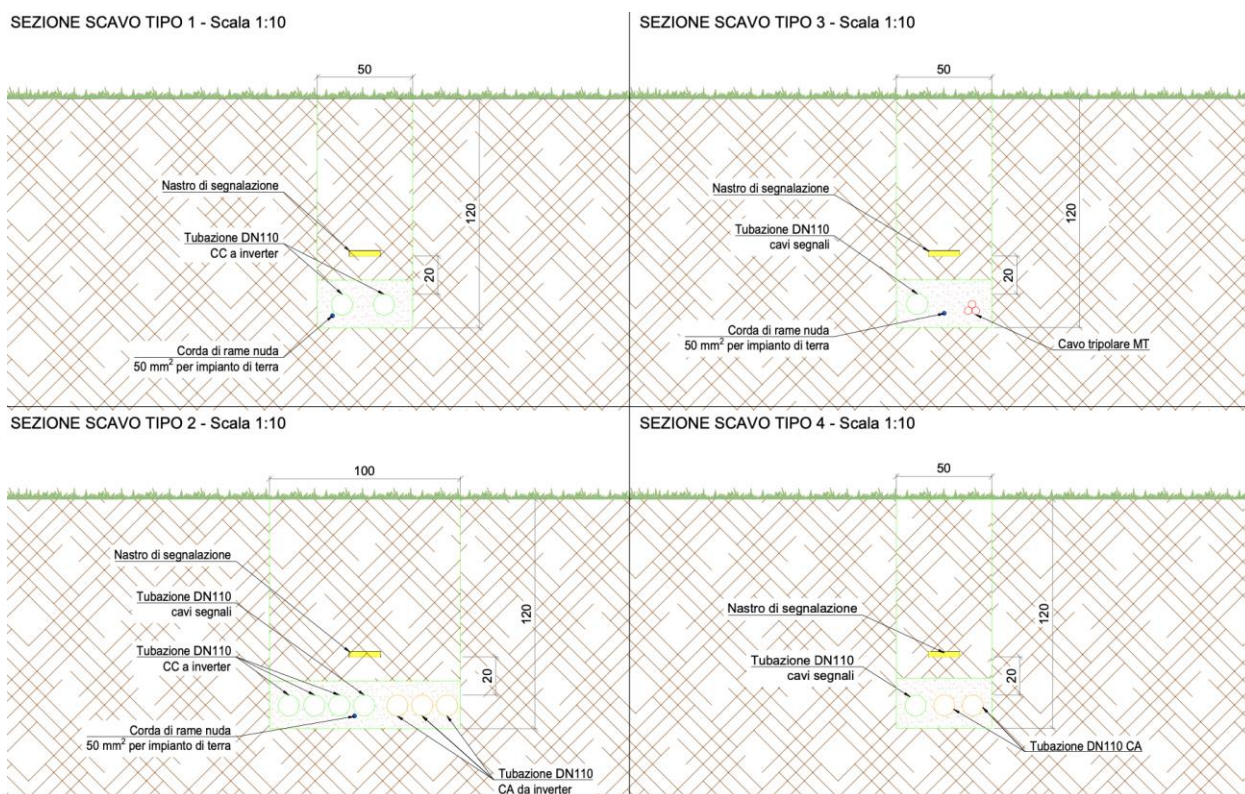 SEZIONE SCAVO TIPO 1 - Scala 1:10
50
Nastro di segnalazione
Tubazione DN110
CC a inverter
120
20
Corda di rame nuda
50 mm² per impianto di terra
SEZIONE SCAVO TIPO 3 - Scala 1:10
50
Nastro di segnalazione
Tubazione DN110
cavi segnali
120
20
Corda di rame nuda
50 mm² per impianto di terra
Cavo tripolare MT
SEZIONE SCAVO TIPO 2 - Scala 1:10
100
Nastro di segnalazione
Tubazione DN110
cavi segnali
Tubazione DN110
CC a inverter
120
20
Corda di rame nuda
50 mm² per impianto di terra
Tubazione DN110
CA da inverter
SEZIONE SCAVO TIPO 4 - Scala 1:10
50
Nastro di segnalazione
Tubazione DN110
cavi segnali
120
20
Tubazione DN110 CA